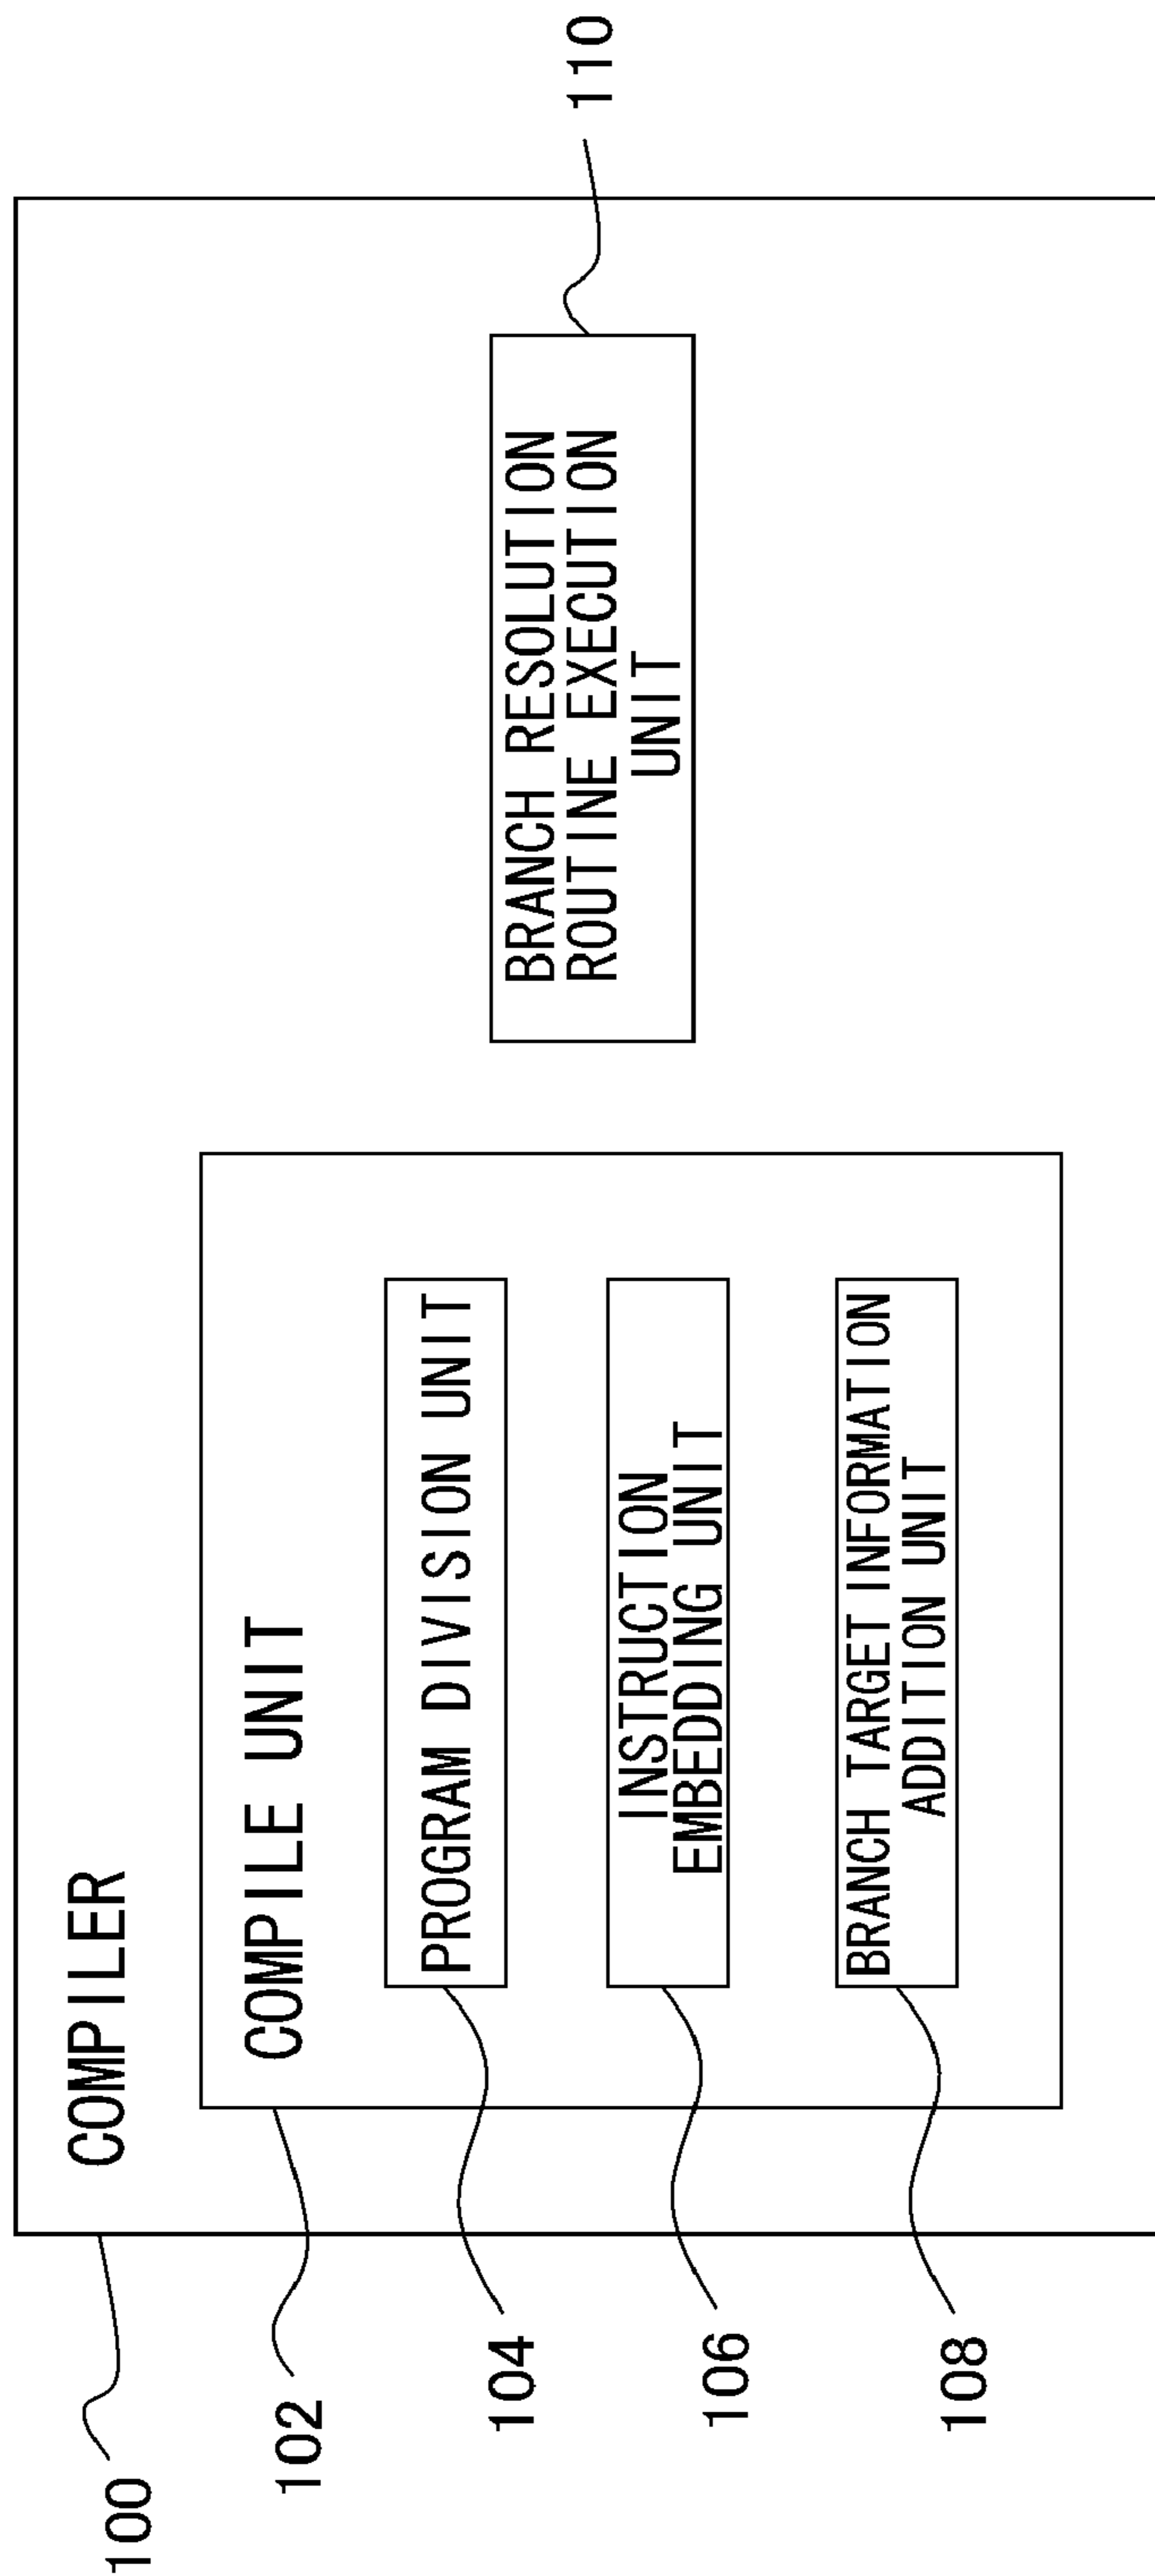 COMPILER
100
COMPILE UNIT
102
PROGRAM DIVISION UNIT
104
INSTRUCTION
EMBEDDING UNIT
106
BRANCH TARGET INFORMATION
ADDITION UNIT
108
BRANCH RESOLUTION
ROUTINE EXECUTION
UNIT
110